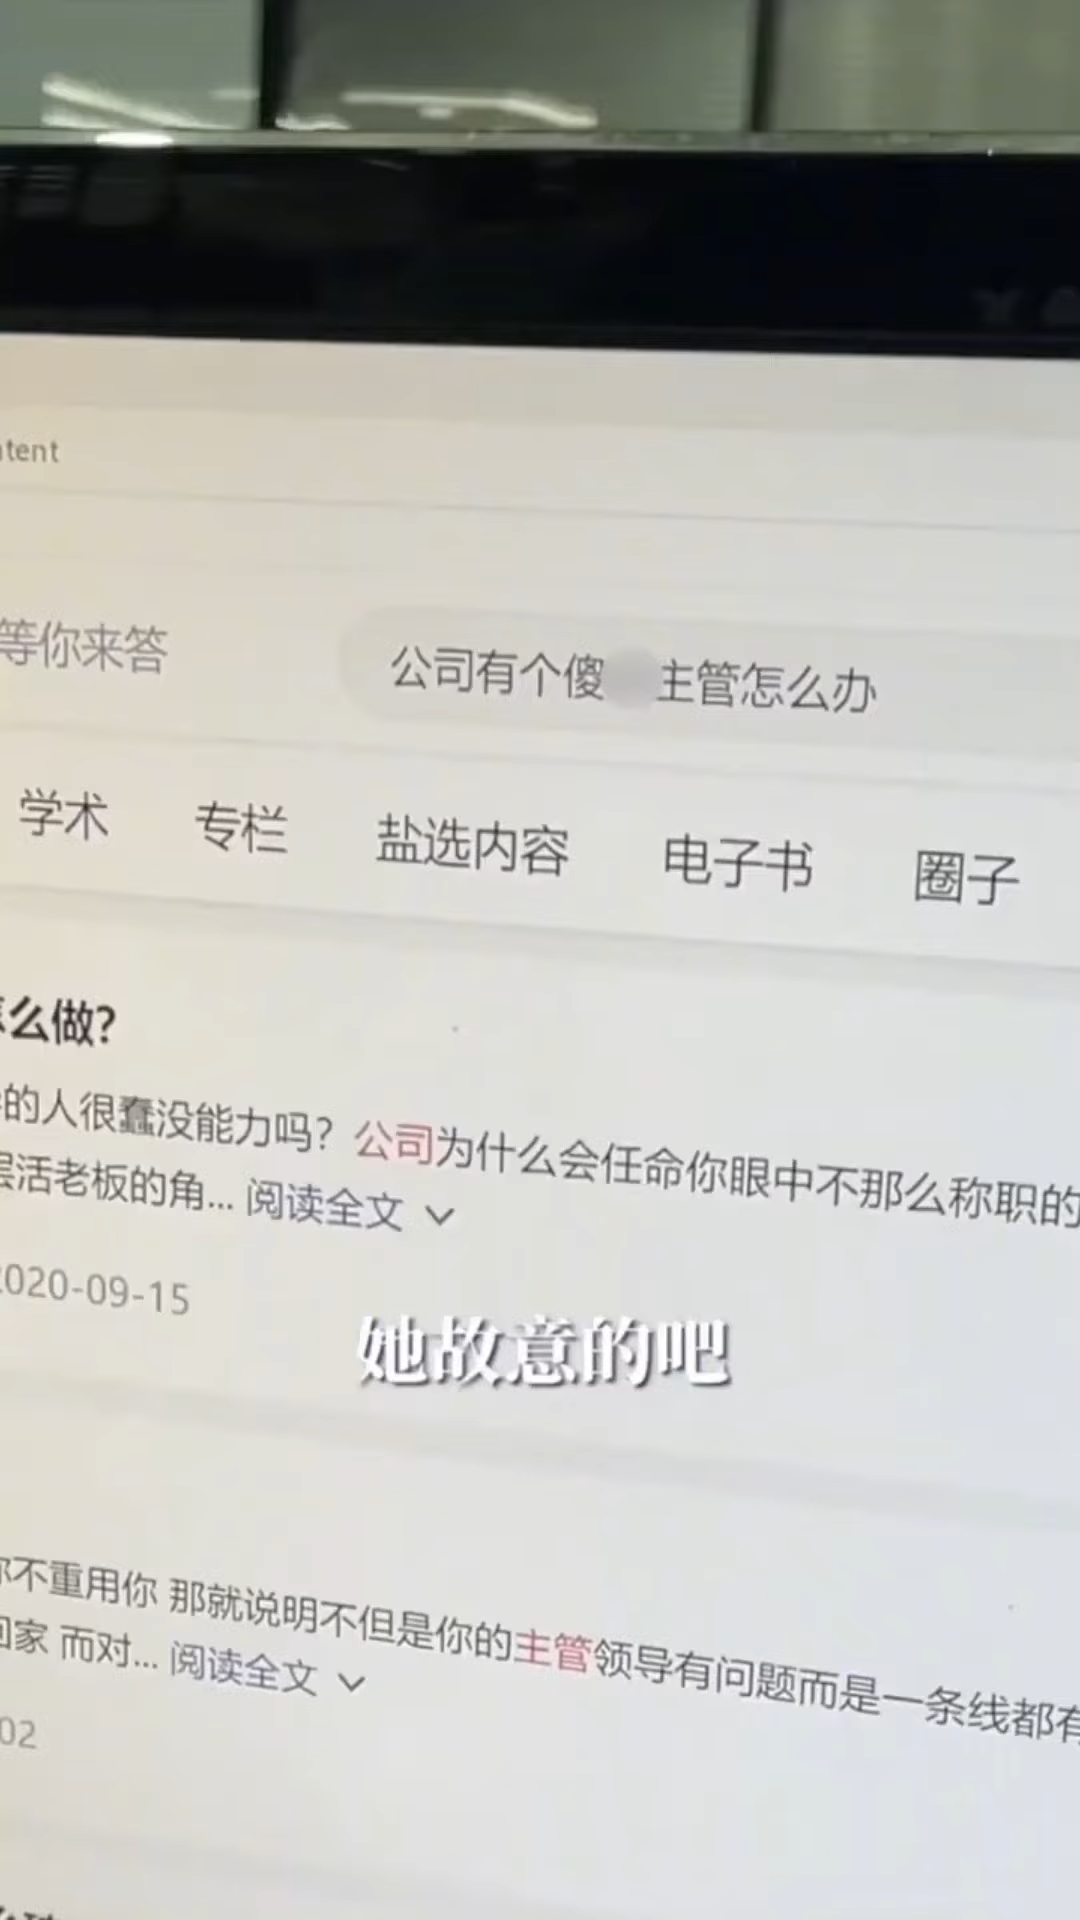 等你来答
公司有个傻 主管怎么办
学术 专栏 盐选内容 电子书 圈子
么做?
的人很蠢没能力吗? 公司为什么会任命你眼中不那么称职的
层活老板的角... 阅读全文
2020-09-15
她故意的吧
你不重用你 那就说明不但是你的主管领导有问题而是一条线都有
回家 而对... 阅读全文
02